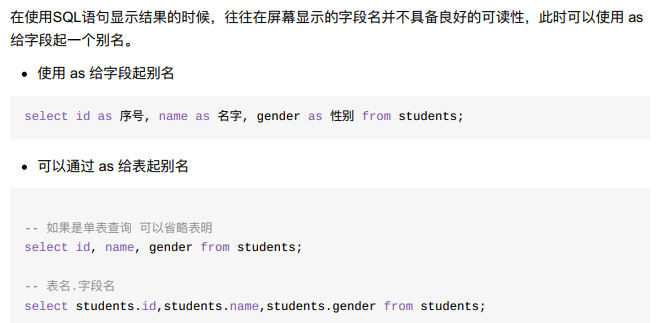 在使用SQL语句显示结果的时候，往往在屏幕显示的字段名并不具备良好的可读性，此时可以使用 as
给字段起一个别名。
• 使用 as 给字段起别名
select id as 序号, name as 名字, gender as 性别 from students;
• 可以通过 as 给表起别名
-- 如果是单表查询 可以省略表明
select id, name, gender from students;
-- 表名.字段名
select students.id,students.name,students.gender from students;